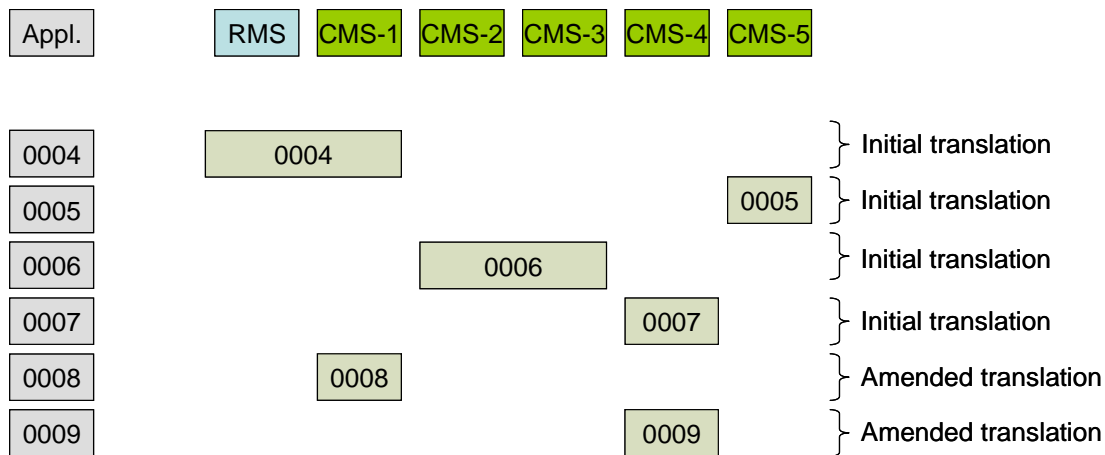 Appl. RMS CMS-1 CMS-2 CMS-3 CMS-4 CMS-5
0004 0004 Initial translation
0005 0005 Initial translation
0006 0006 Initial translation
0007 0007 Initial translation
0008 0008 Amended translation
0009 0009 Amended translation